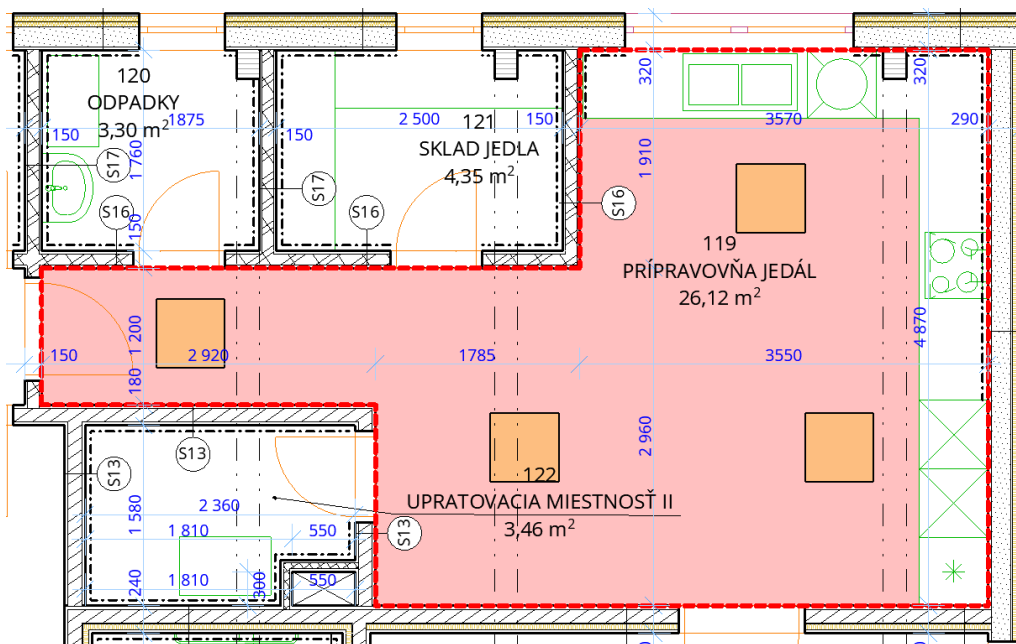 120
ODPADKY
3,30 m²
1875
150
S17
1 760
S16
150
150
2 500
150
121
SKLAD JEDLA
4,35 m²
S17
S16
S16
320
320
3570
290
1 910
119
PRÍPRAVOVŇA JEDÁL
26,12 m²
4 870
150
1 200
2 920
1785
3550
180
2 960
S13
S13
122
UPRATOVACIA MIESTNOSŤ II
3,46 m²
2 360
1 580
1 810
550
S13
240
1 810
300
550